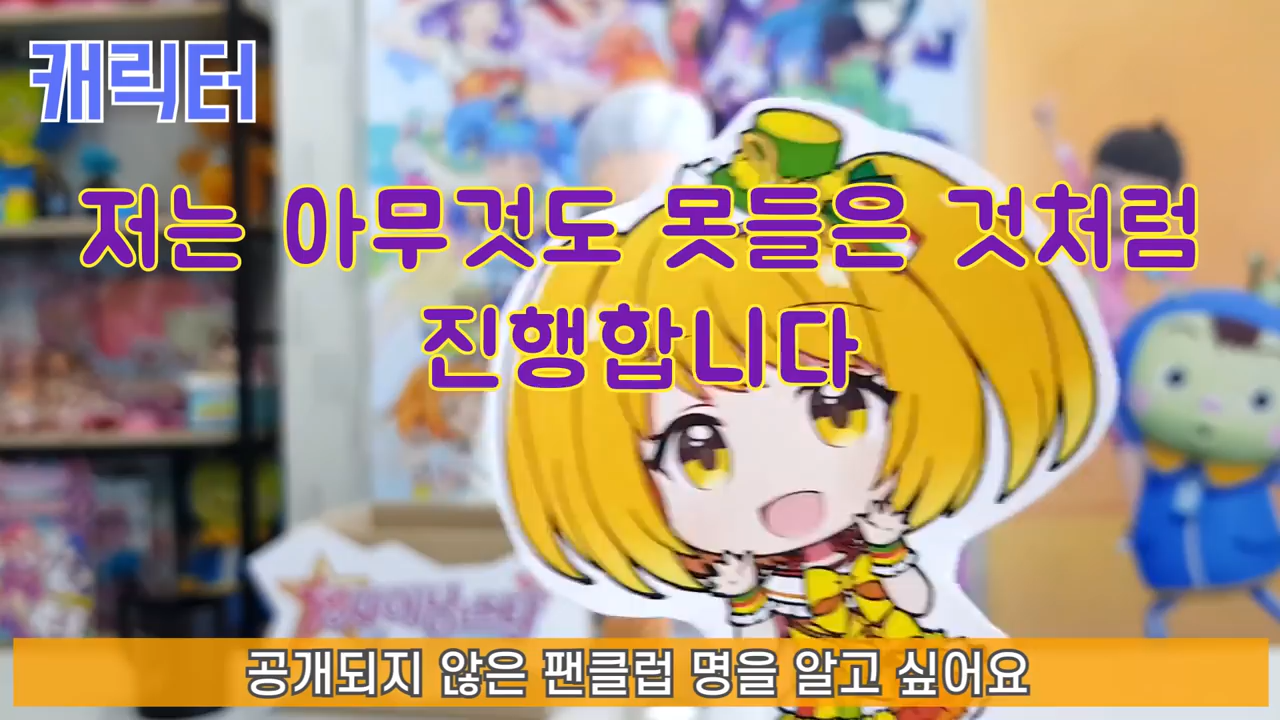 캐릭터
저는 아무것도 못들은 것처럼
진행합니다
공개되지 않은 팬클럽 명을 알고 싶어요